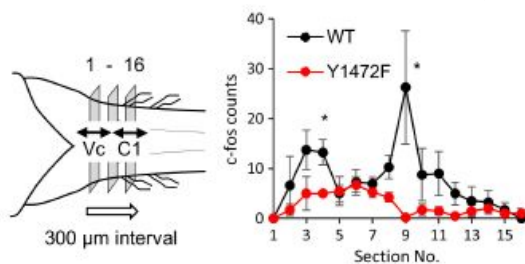 1 - 16
Vc C1
300 μm interval
WT
Y1472F
*
*
c-fos counts
40
30
20
10
0
1 3 5 7 9 11 13 15
Section No.